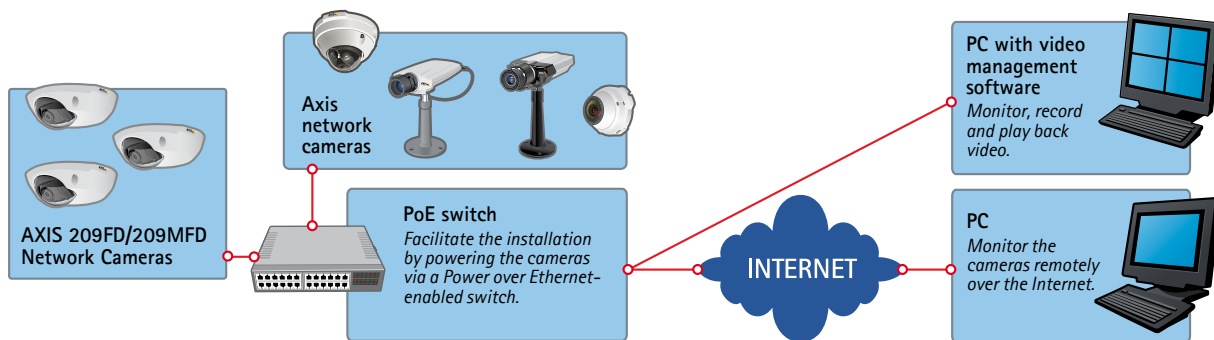 AXIS 209FD/209MFD
Network Cameras
Axis
network
cameras
PoE switch
Facilitate the installation
by powering the cameras
via a Power over Ethernet-
enabled switch.
INTERNET
PC with video
management
software
Monitor, record
and play back
video.
PC
Monitor the
cameras remotely
over the Internet.